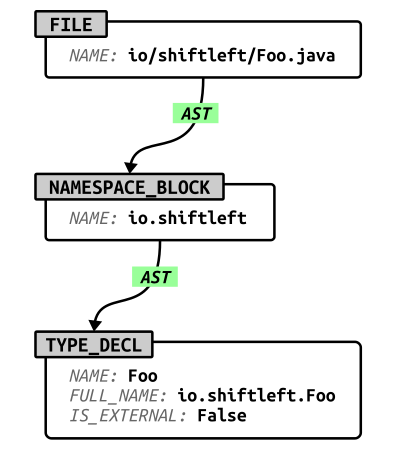 FILE
NAME: io/shiftleft/Foo.java
AST
NAMESPACE_BLOCK
NAME: io.shiftleft
AST
TYPE_DECL
NAME: Foo
FULL_NAME: io.shiftleft.Foo
IS_EXTERNAL: False